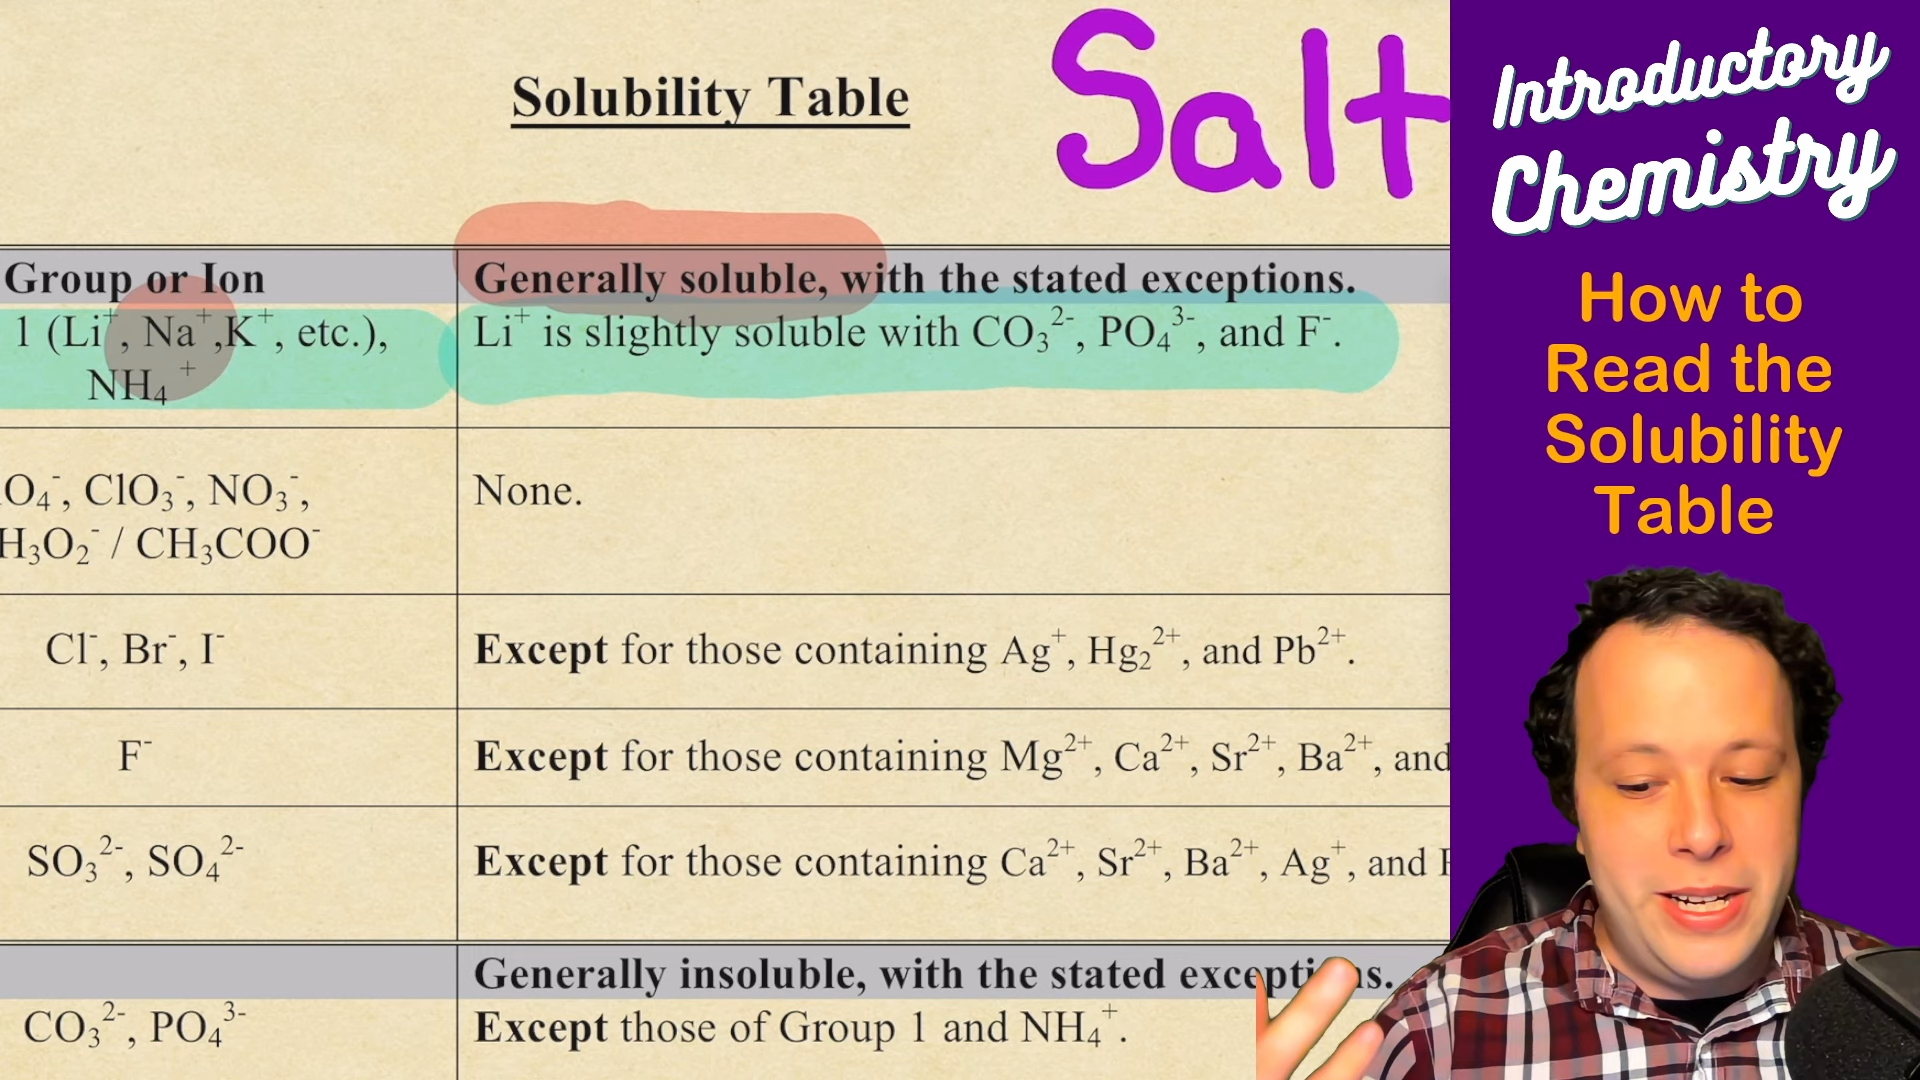 Solubility Table
Salt
Group or Ion
Generally soluble, with the stated exceptions.
1 (Li⁺, Na⁺,K⁺, etc.),
NH₄⁺
Li⁺ is slightly soluble with CO₃²⁻, PO₄³⁻, and F⁻.
O₄⁻, ClO₃⁻, NO₃⁻,
H₃O₂⁻ / CH₃COO⁻
None.
Cl⁻, Br⁻, I⁻
Except for those containing Ag⁺, Hg₂²⁺, and Pb²⁺.
F⁻
Except for those containing Mg²⁺, Ca²⁺, Sr²⁺, Ba²⁺, and
SO₃²⁻, SO₄²⁻
Except for those containing Ca²⁺, Sr²⁺, Ba²⁺, Ag⁺, and
Generally insoluble, with the stated exceptions.
CO₃²⁻, PO₄³⁻
Except those of Group 1 and NH₄⁺.
Introductory
Chemistry
How to
Read the
Solubility
Table